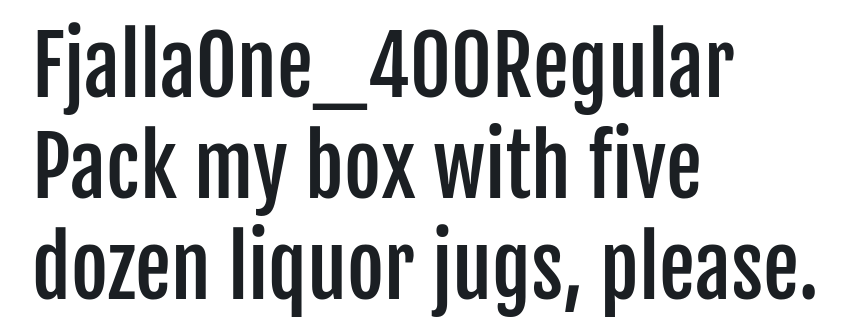 FjallaOne_400Regular
Pack my box with five
dozen liquor jugs, please.